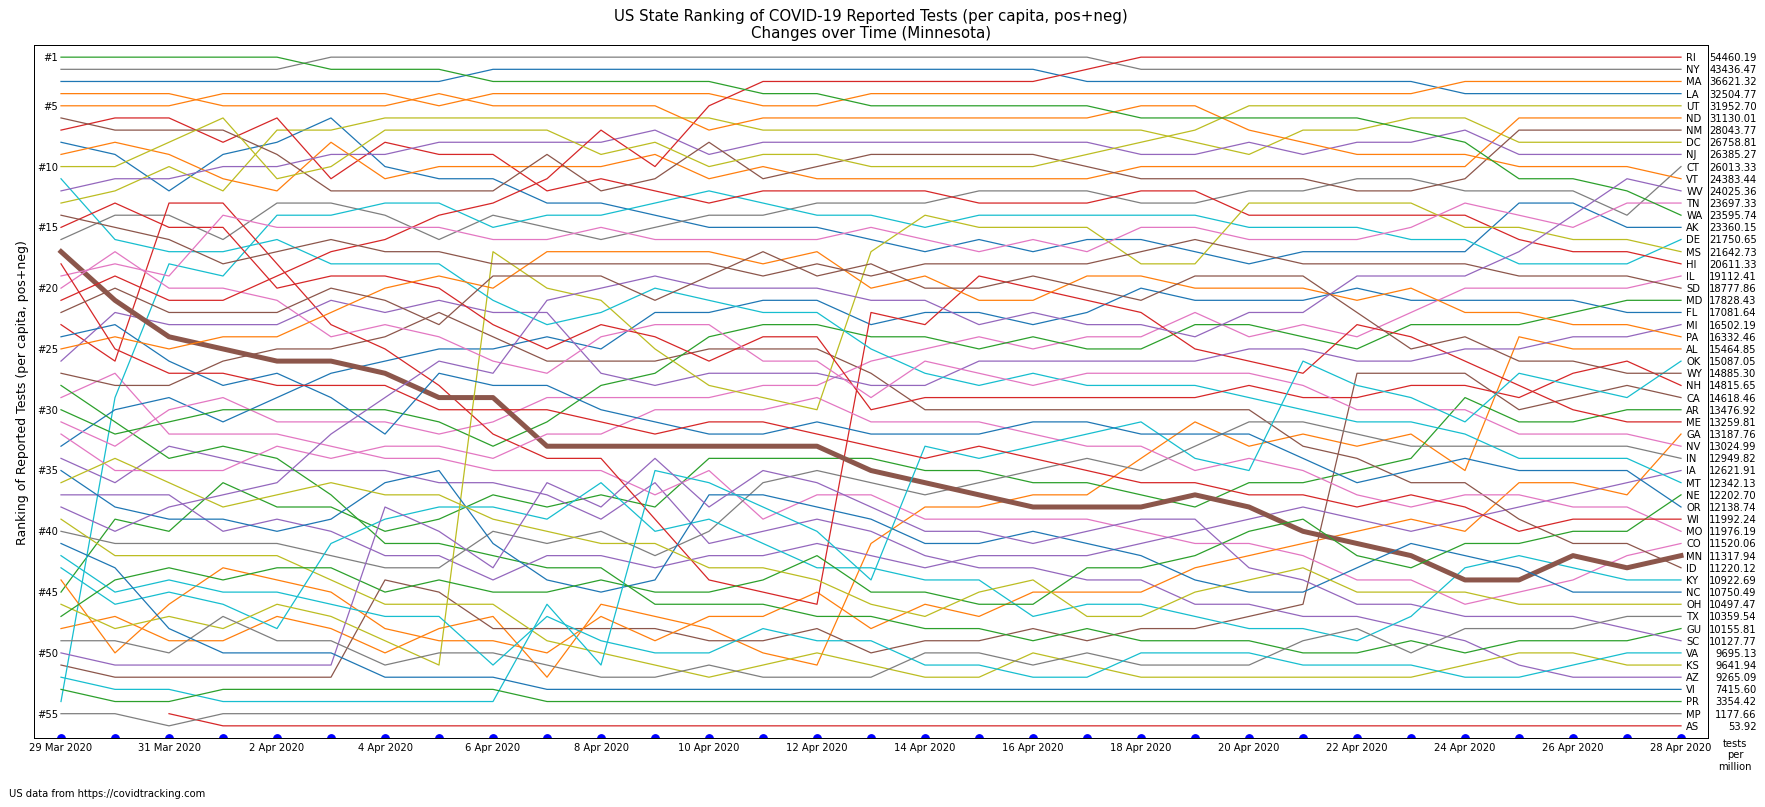 US State Ranking of COVID-19 Reported Tests (per capita, pos+neg)
Changes over Time (Minnesota)
Ranking of Reported Tests (per capita, pos+neg)
#1
#5
#10
#15
#20
#25
#30
#35
#40
#45
#50
#55
RI 54460.19
NY 43436.47
MA 36621.32
LA 32504.77
UT 31952.70
ND 31130.01
NM 28043.77
DC 26758.81
NJ 26385.27
CT 26013.33
VT 24383.44
WV 24025.36
TN 23697.33
WA 23595.74
AK 23360.15
DE 21750.65
MS 21642.73
HI 20611.33
IL 19112.41
SD 18777.86
MD 17828.43
FL 17081.64
MI 16502.19
PA 16332.46
AL 15464.85
OK 15087.05
WY 14885.30
NH 14815.65
CA 14618.46
AR 13476.92
ME 13259.81
GA 13187.76
NV 13024.99
IN 12949.82
IA 12621.91
MT 12342.13
NE 12202.70
OR 12138.74
WI 11992.24
MO 11976.19
CO 11520.06
MN 11317.94
ID 11220.12
KY 10922.69
NC 10750.49
OH 10497.47
TX 10359.54
GU 10155.81
SC 10127.77
VA 9695.13
KS 9641.94
AZ 9265.09
VI 7415.60
PR 3354.42
MP 1177.66
AS 53.92
29 Mar 2020 31 Mar 2020 2 Apr 2020 4 Apr 2020 6 Apr 2020 8 Apr 2020 10 Apr 2020 12 Apr 2020 14 Apr 2020 16 Apr 2020 18 Apr 2020 20 Apr 2020 22 Apr 2020 24 Apr 2020 26 Apr 2020 28 Apr 2020
tests
per
million
US data from https://covidtracking.com